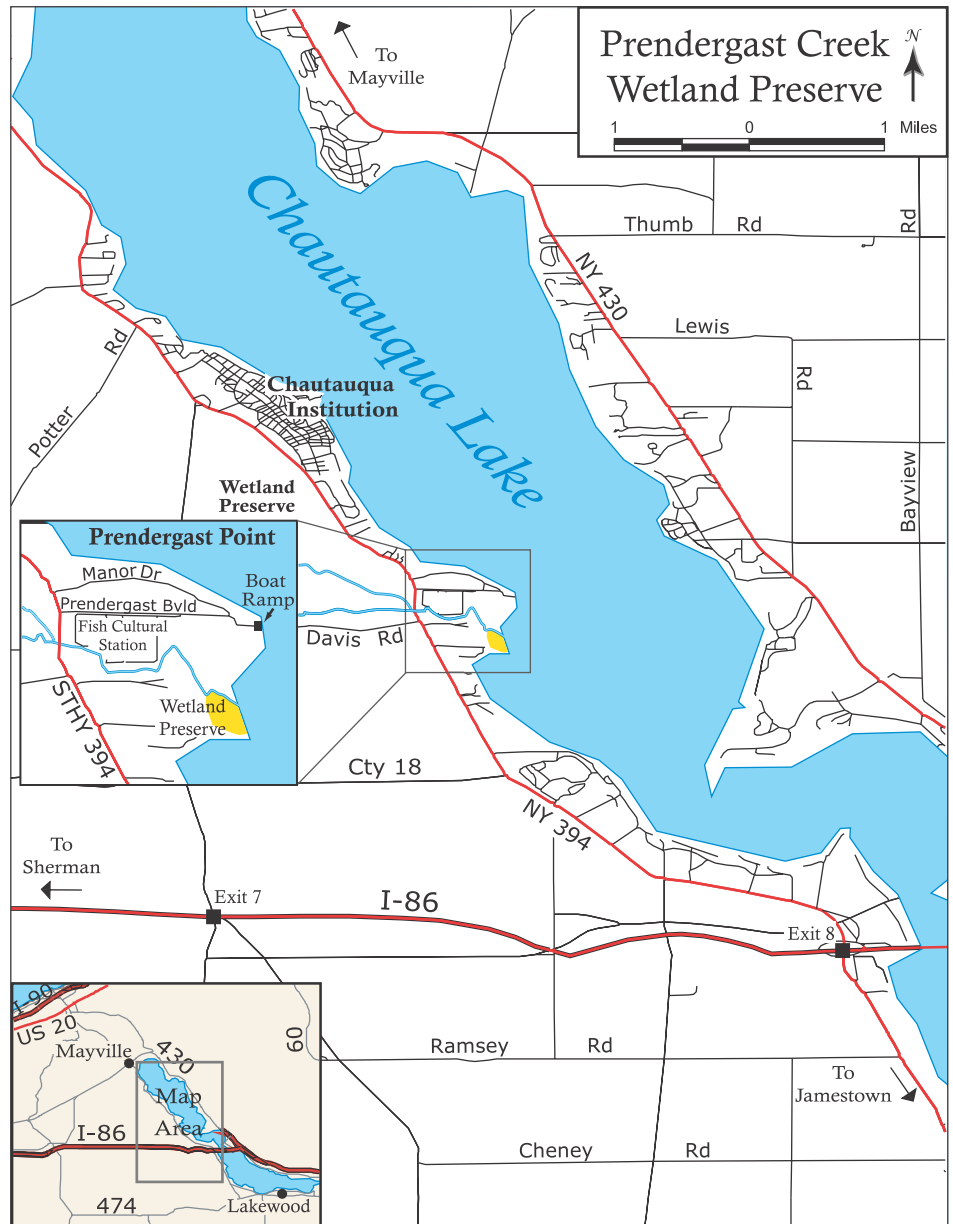 Prendergast Creek
Wetland Preserve
N
1 0 1 Miles
To
Mayville
Thumb Rd
Rd
NY 430
Lewis
Rd
Chautauqua Lake
Rd
Potter
Chautauqua
Institution
Bayview
Wetland
Preserve
Prendergast Point
Manor Dr
Boat
Ramp
Prendergast Bvld
Fish Cultural
Station
Davis Rd
STHY 394
Wetland
Preserve
Cty 18
NY 394
To
Sherman
Exit 7
I-86
Exit 8
I-90
US 20
Mayville
430
Map
Area
I-86
474
Lakewood
60
Ramsey Rd
To
Jamestown
Cheney Rd